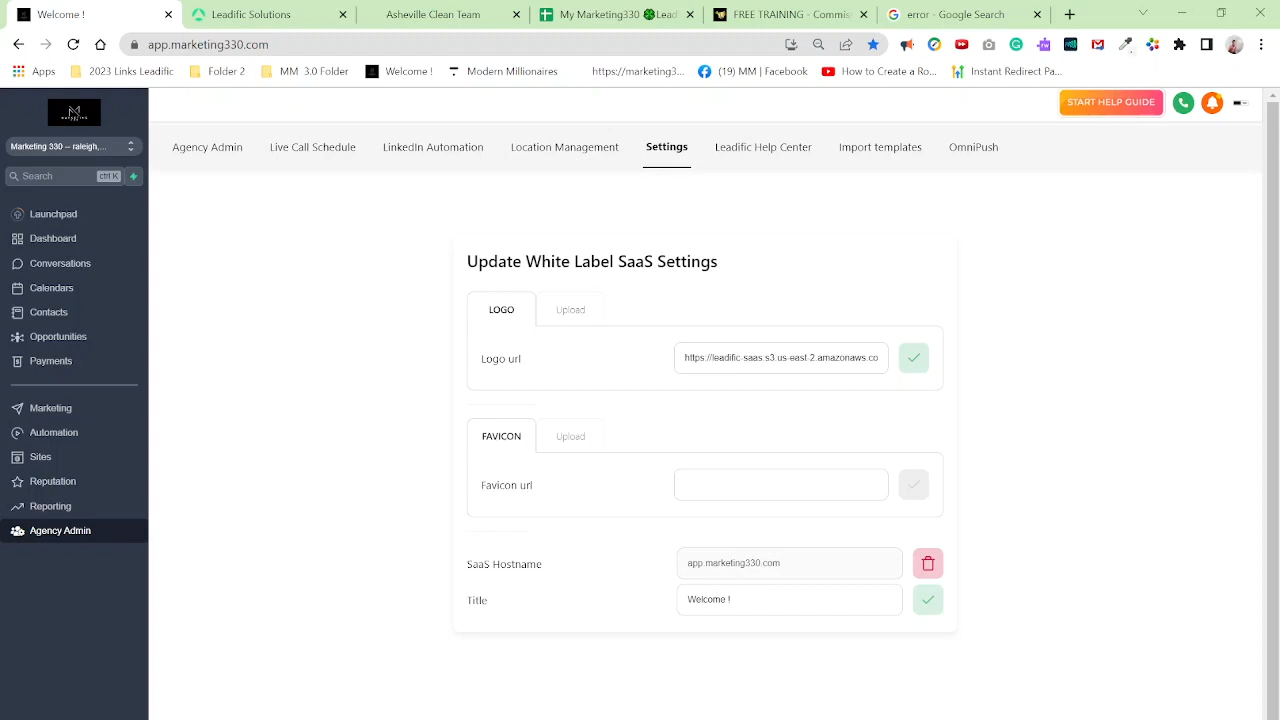 Welcome !
Leadific Solutions
Asheville Clean Team
My Marketing330 🍀Lead
FREE TRAINING - Commis
error - Google Search
app.marketing330.com
Apps
2023 Links Leadific
Folder 2
MM 3.0 Folder
Welcome !
Modern Millionaires
https://marketing3...
(19) MM | Facebook
How to Create a Ro...
Instant Redirect Pa...
START HELP GUIDE
Marketing 330 -- raleigh,...
Agency Admin
Live Call Schedule
LinkedIn Automation
Location Management
Settings
Leadific Help Center
Import templates
OmniPush
Search
ctrl K
Launchpad
Dashboard
Conversations
Calendars
Contacts
Opportunities
Payments
Marketing
Automation
Sites
Reputation
Reporting
Agency Admin
Update White Label SaaS Settings
LOGO
Upload
Logo url
https://leadific-saas.s3.us-east-2.amazonaws.co
FAVICON
Upload
Favicon url
SaaS Hostname
app.marketing330.com
Title
Welcome !